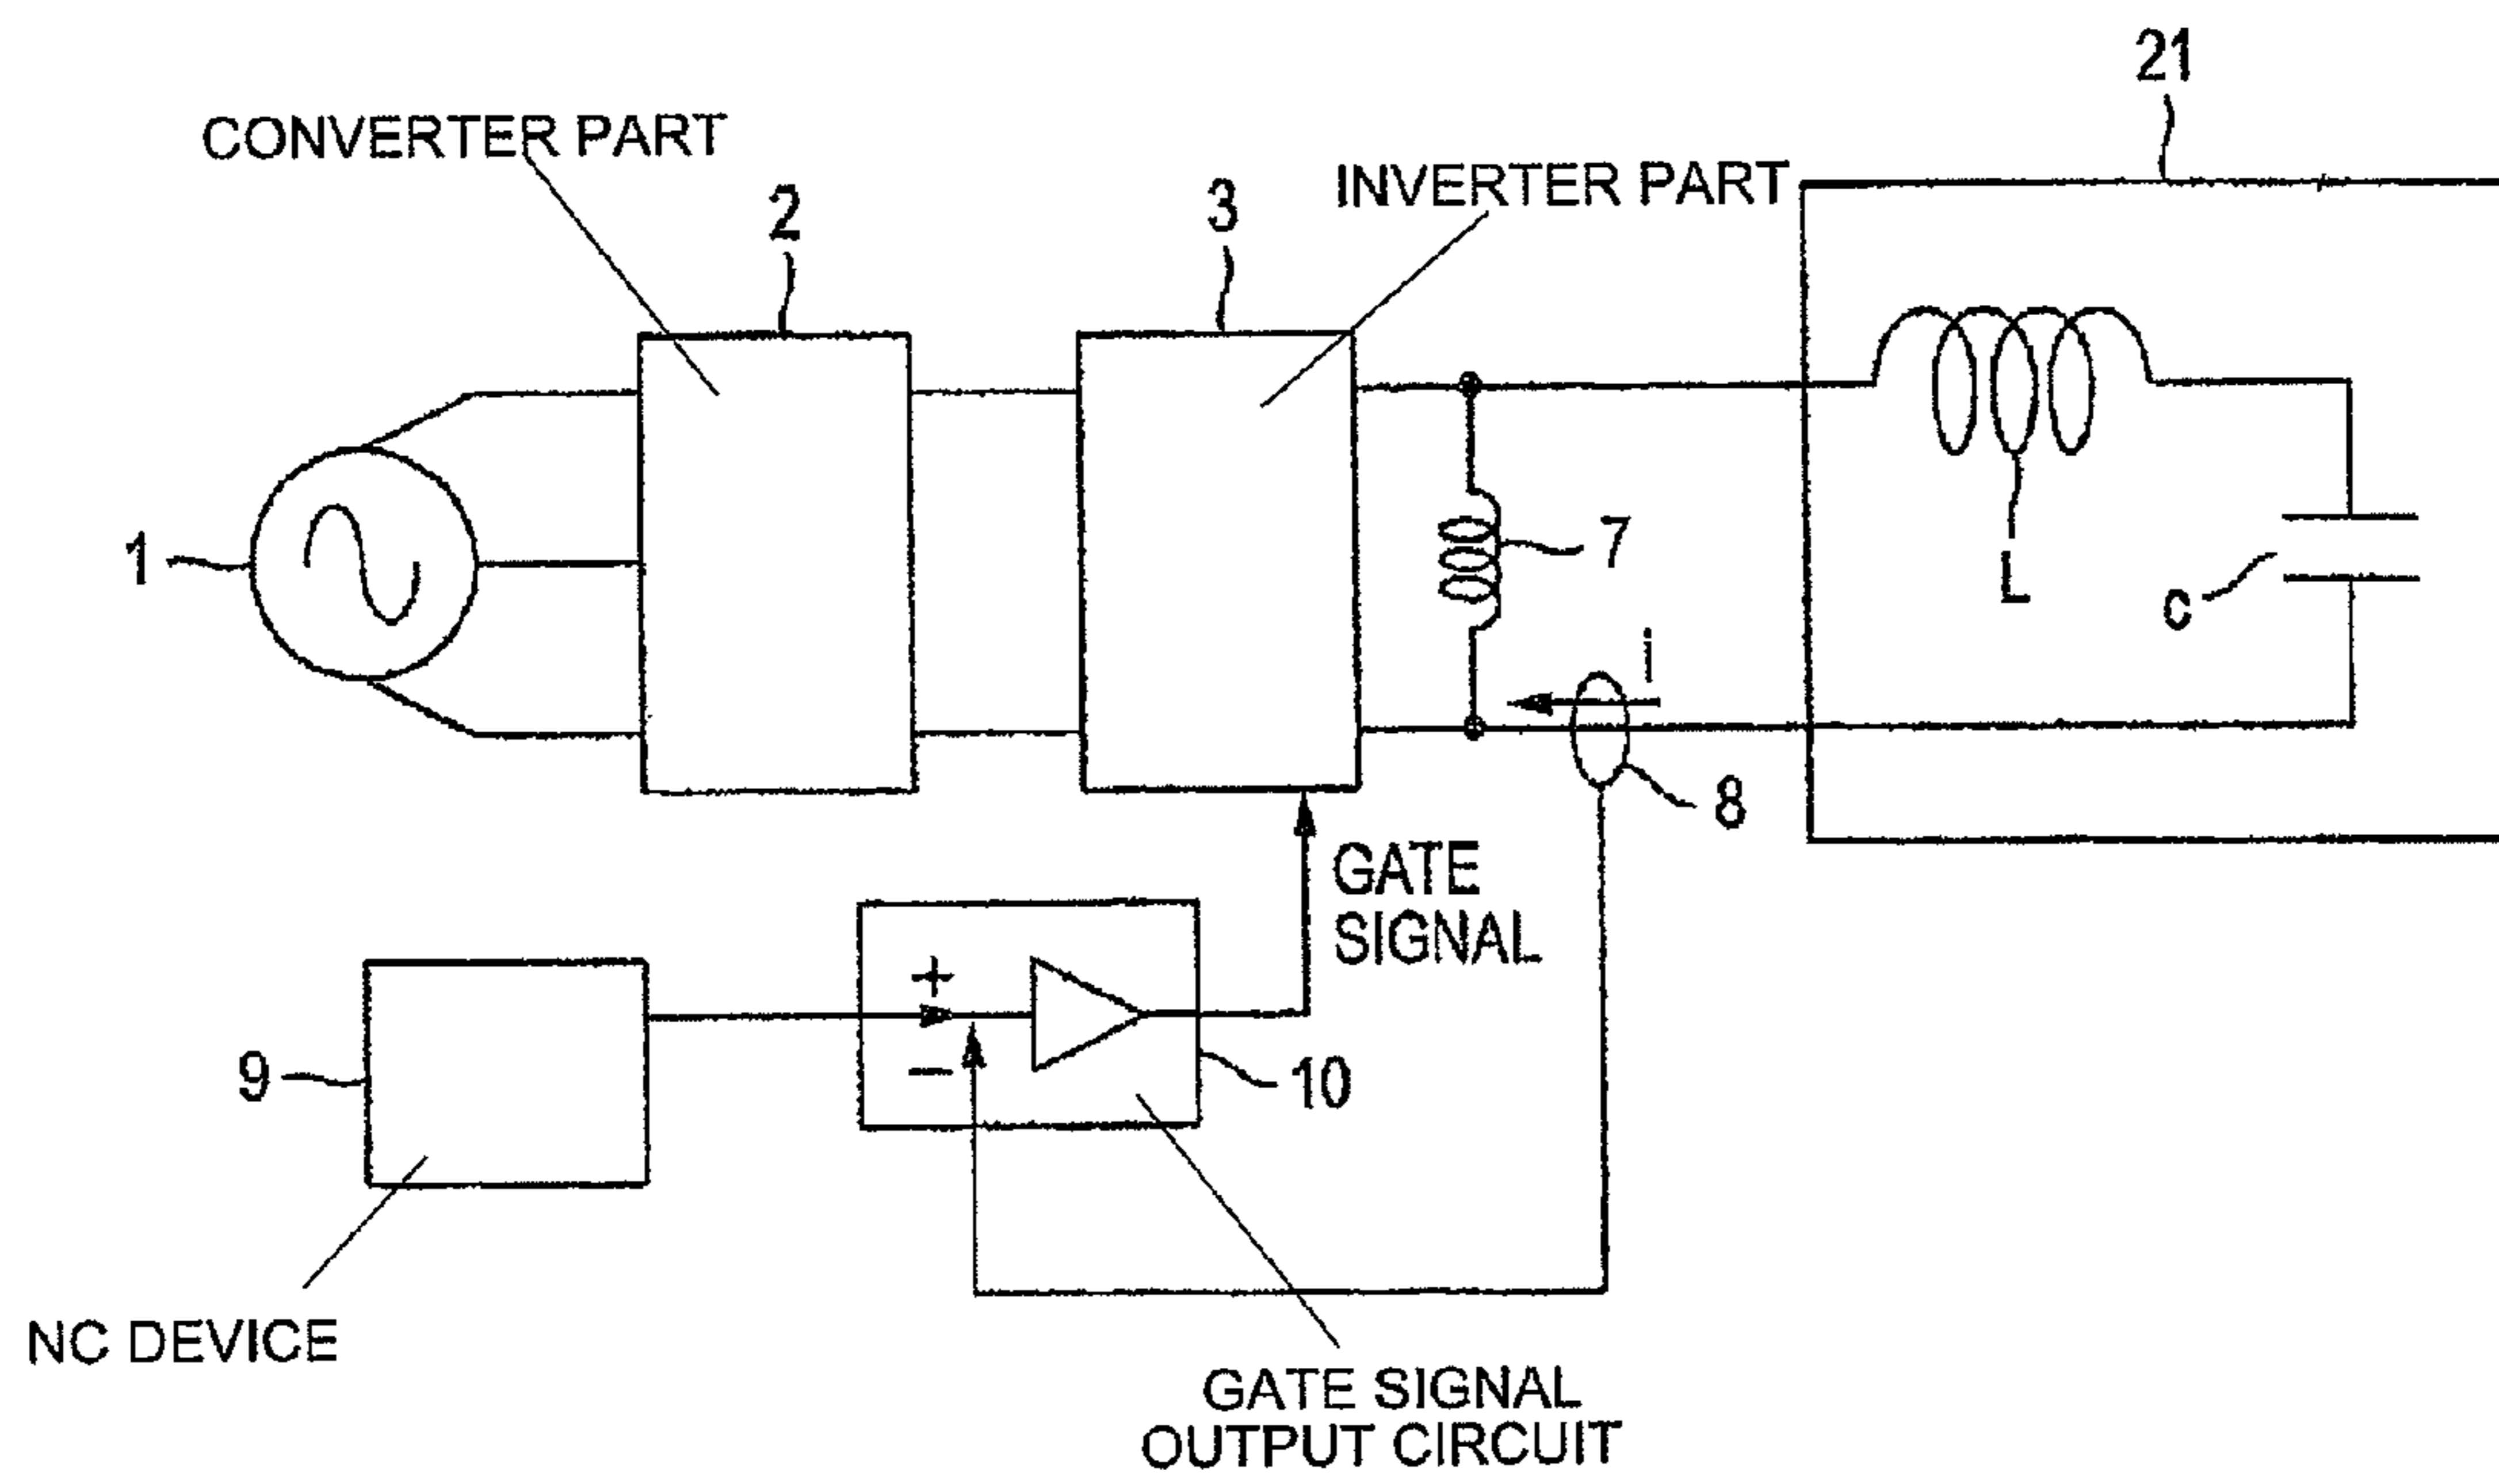 21
CONVERTER PART
INVERTER PART
2
3
1
7
L
C
i
8
GATE
SIGNAL
+
−
9
10
NC DEVICE
GATE SIGNAL
OUTPUT CIRCUIT